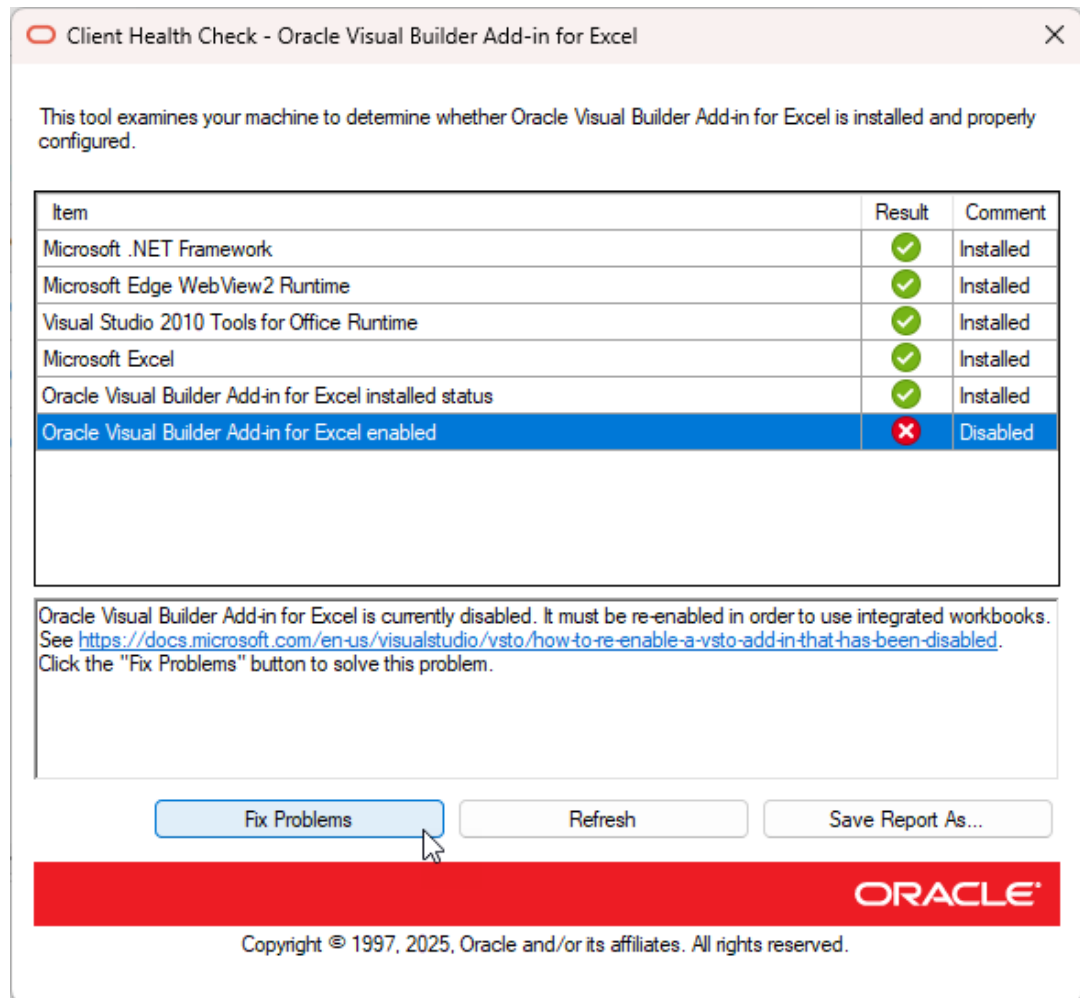 Client Health Check - Oracle Visual Builder Add-in for Excel
This tool examines your machine to determine whether Oracle Visual Builder Add-in for Excel is installed and properly
configured.
Item Result Comment
Microsoft .NET Framework Installed
Microsoft Edge WebView2 Runtime Installed
Visual Studio 2010 Tools for Office Runtime Installed
Microsoft Excel Installed
Oracle Visual Builder Add-in for Excel installed status Installed
Oracle Visual Builder Add-in for Excel enabled Disabled
Oracle Visual Builder Add-in for Excel is currently disabled. It must be re-enabled in order to use integrated workbooks.
See https://docs.microsoft.com/en-us/visualstudio/vsto/how-to-re-enable-a-vsto-add-in-that-has-been-disabled.
Click the "Fix Problems" button to solve this problem.
Fix Problems Refresh Save Report As...
ORACLE
Copyright © 1997, 2025, Oracle and/or its affiliates. All rights reserved.